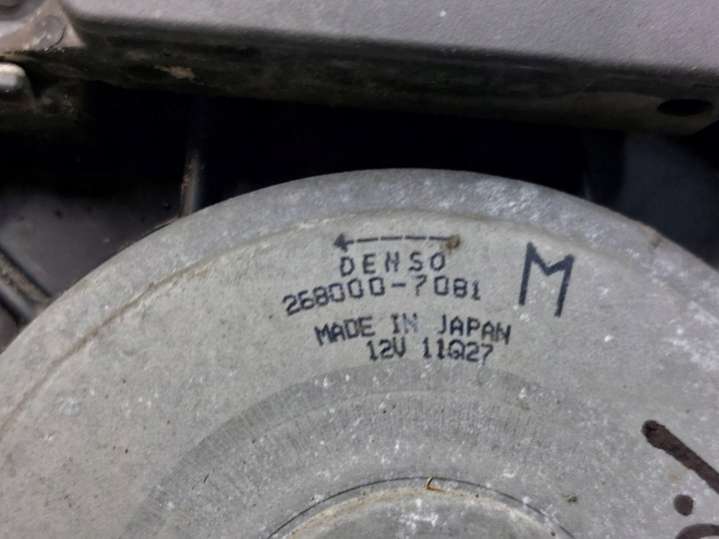 DENSO
268000-7081
M
MADE IN JAPAN
12V 11Q27